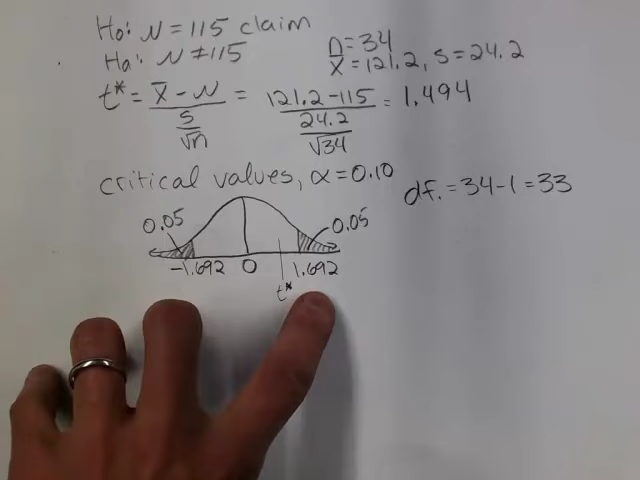 Ho: μ = 115 claim
Ha: μ ≠ 115
n = 34
x̄ = 121.2, s = 24.2
t* = x̄ - μ / s/√n = 121.2 - 115 / 24.2/√34 = 1.494
critical values, α = 0.10
df. = 34 - 1 = 33
0.05 0.05
-1.692 0 1.692
t*